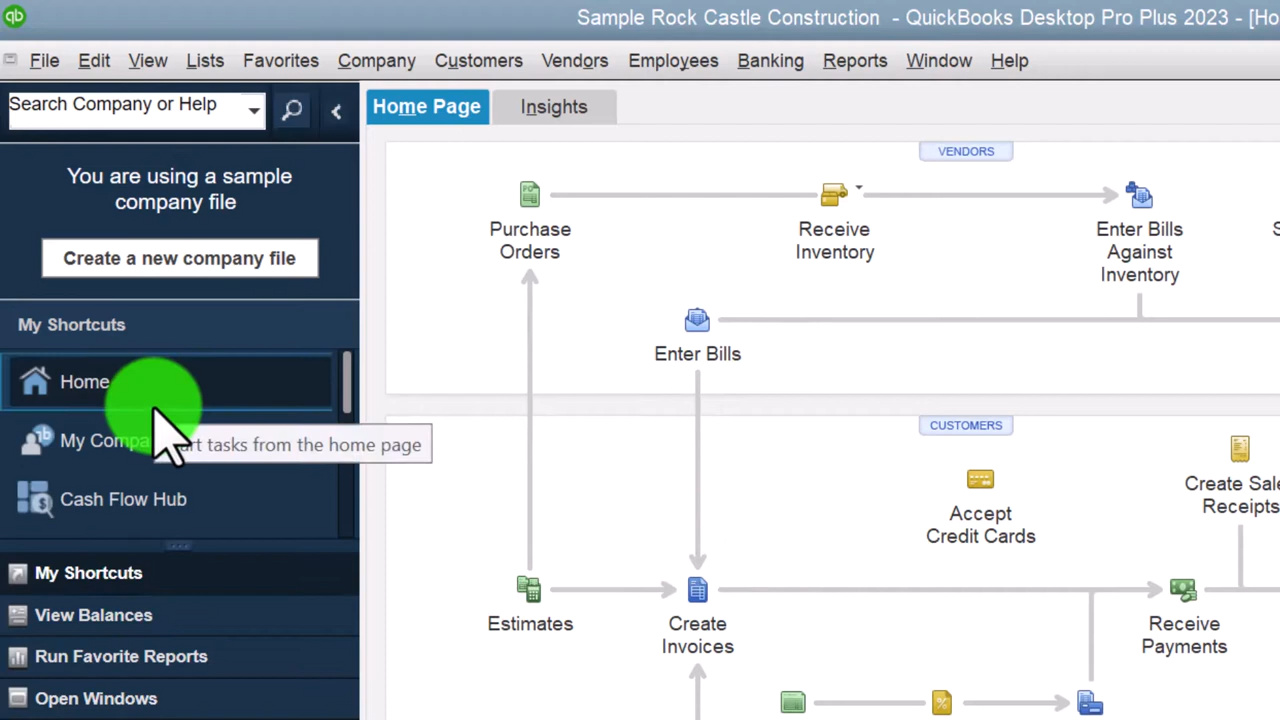 qb
Sample Rock Castle Construction - QuickBooks Desktop Pro Plus 2023 - [Ho
File Edit View Lists Favorites Company Customers Vendors Employees Banking Reports Window Help
Search Company or Help
Home Page Insights
You are using a sample
company file
Create a new company file
My Shortcuts
Home
My Compa
art tasks from the home page
Cash Flow Hub
My Shortcuts
View Balances
Run Favorite Reports
Open Windows
VENDORS
Purchase
Orders
Receive
Inventory
Enter Bills
Against
Inventory
Enter Bills
CUSTOMERS
Accept
Credit Cards
Create Sale
Receipts
Estimates
Create
Invoices
Receive
Payments